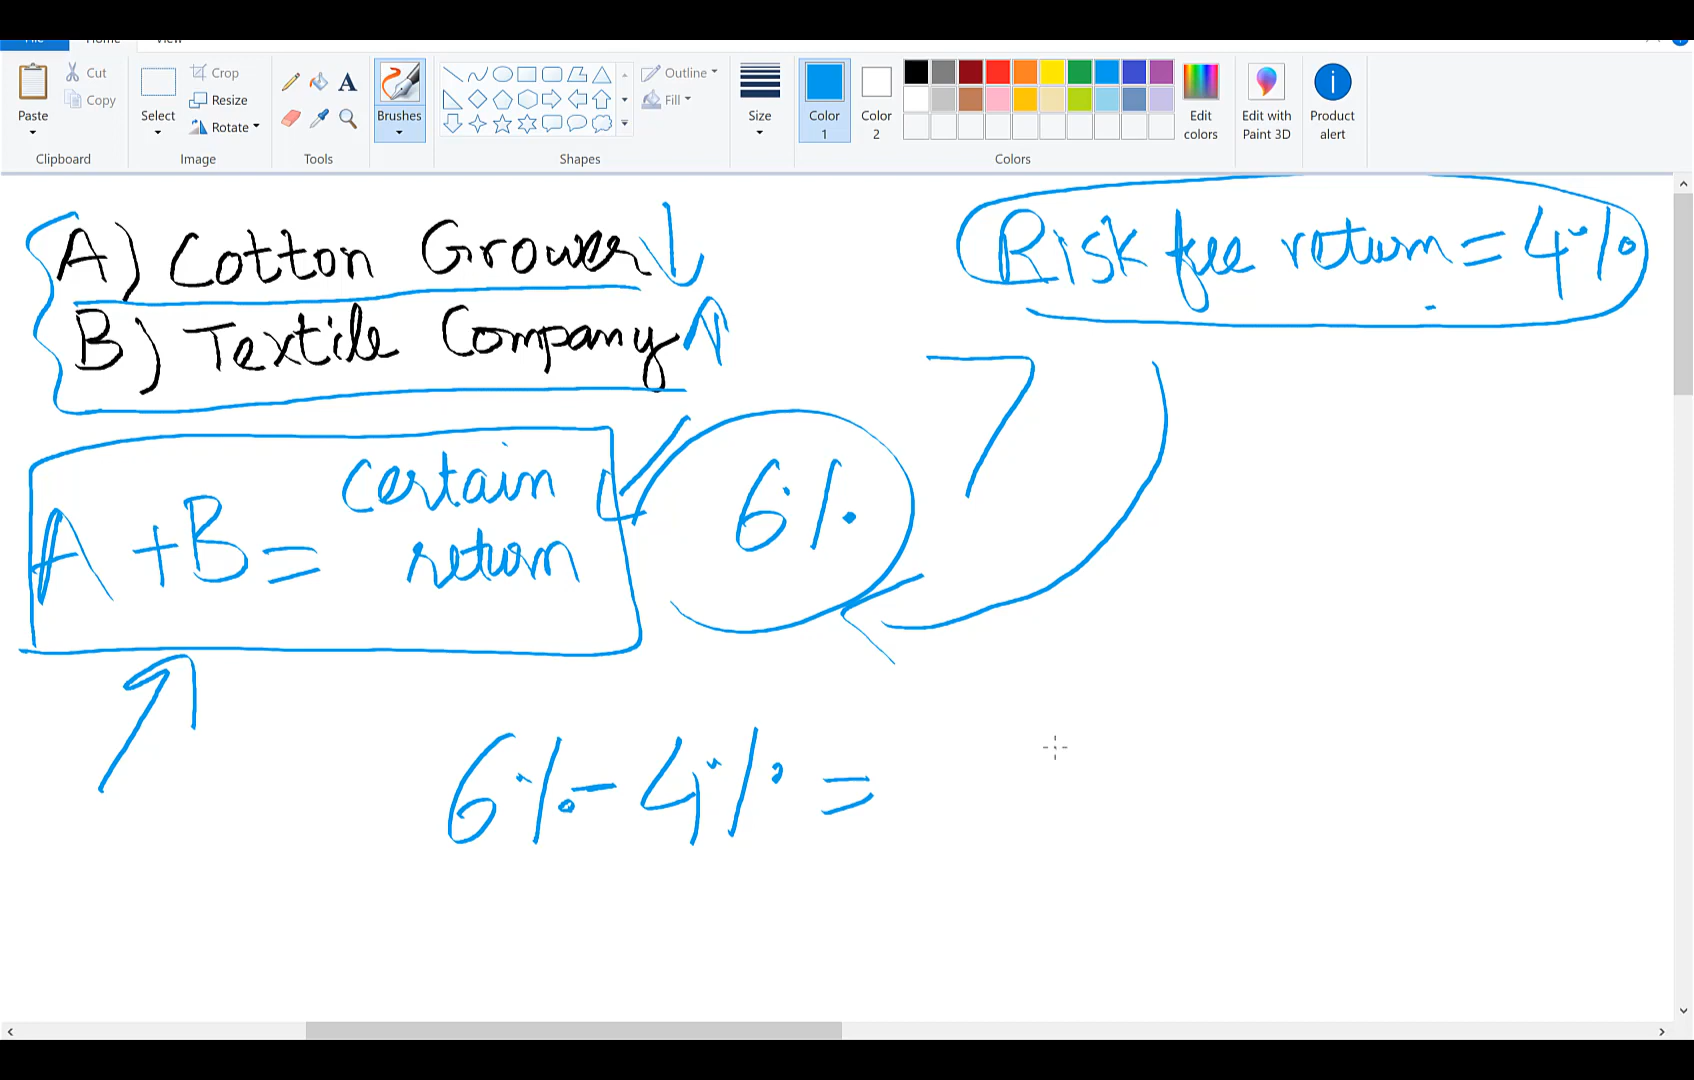 File Home View
Cut
Copy
Paste
Clipboard
Select
Crop
Resize
Rotate
Image
Tools
Brushes
Shapes
Outline
Fill
Size
Color 1
Color 2
Colors
Edit colors
Edit with Paint 3D
Product alert
A) Cotton Grower
B) Textile Company
Risk free return = 4%
A + B = certain return
6%
6% - 4% =